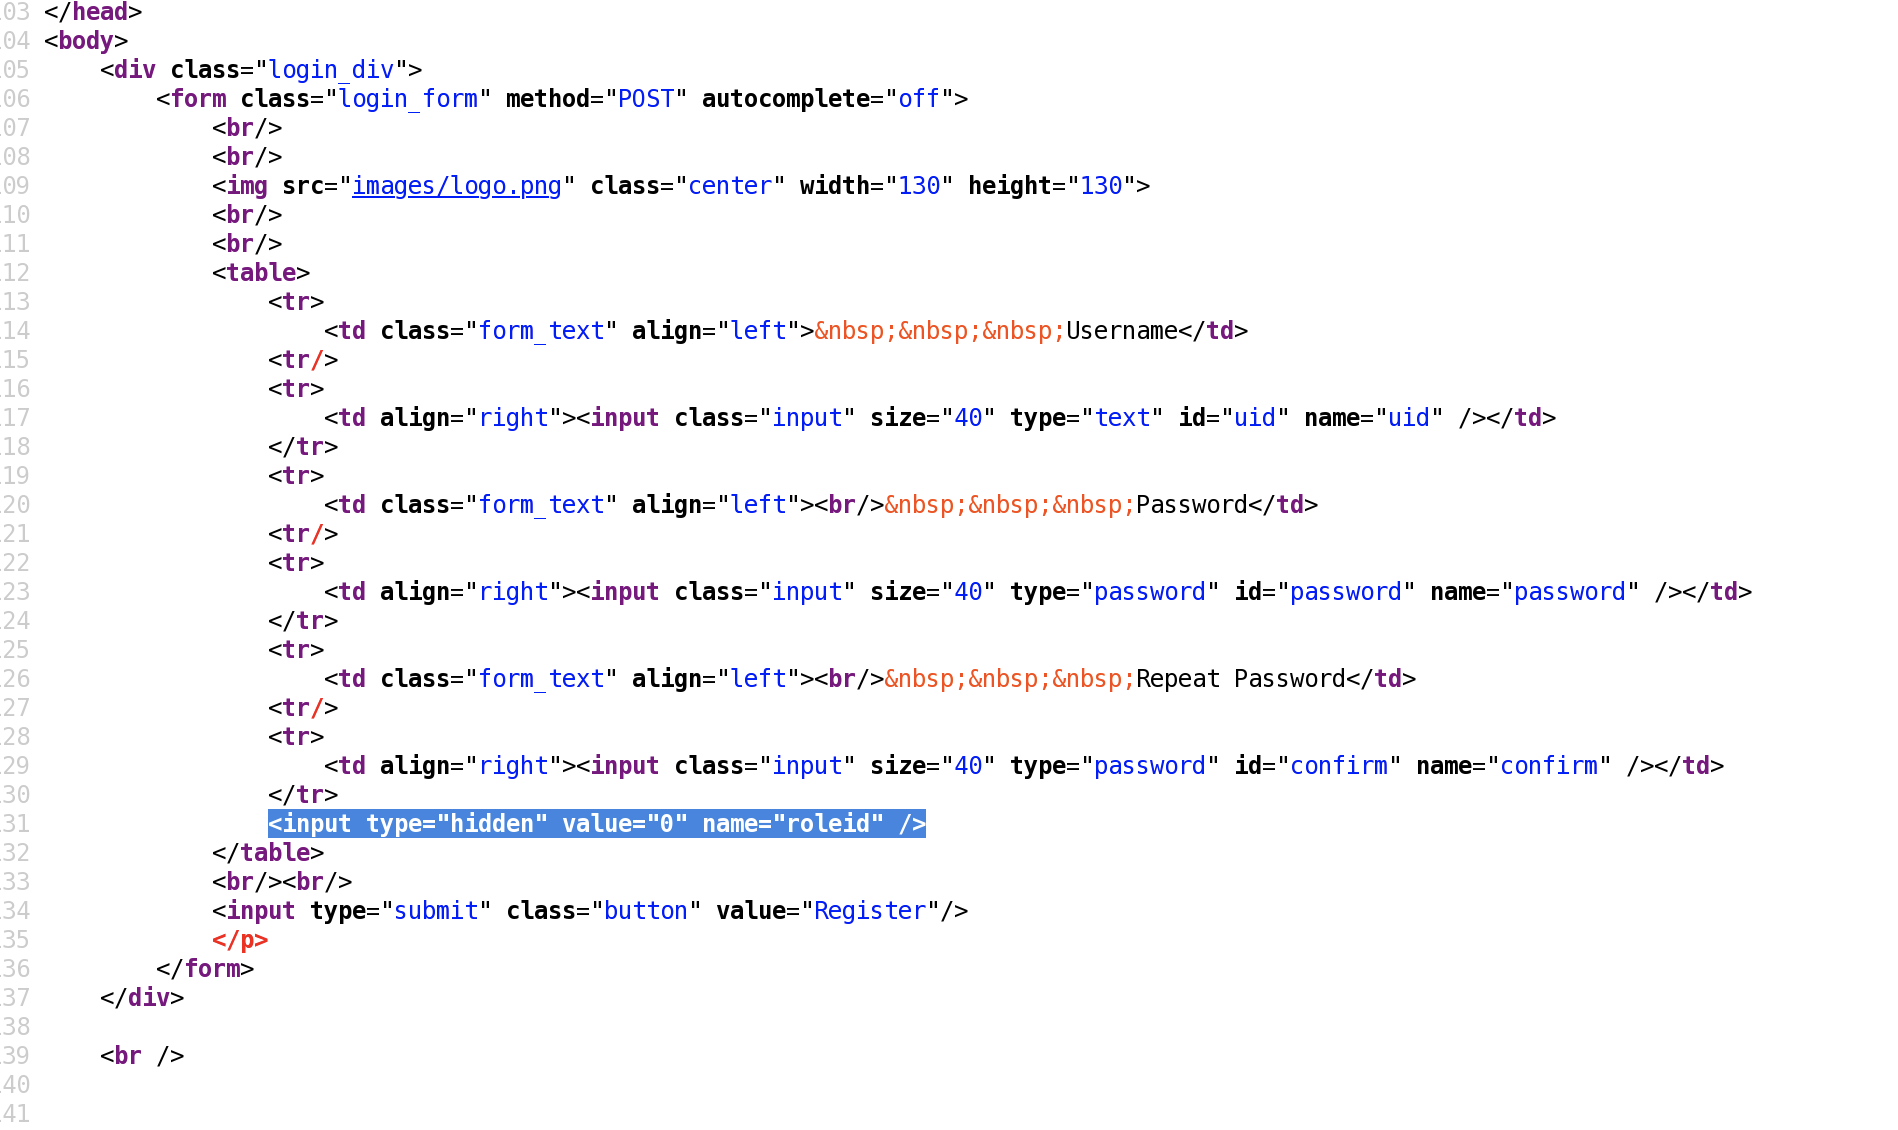 03 </head>
04 <body>
05 <div class="login_div">
06 <form class="login_form" method="POST" autocomplete="off">
07 <br/>
08 <br/>
09 <img src="images/logo.png" class="center" width="130" height="130">
10 <br/>
11 <br/>
12 <table>
13 <tr>
14 <td class="form_text" align="left">&nbsp;&nbsp;&nbsp;Username</td>
15 <tr/>
16 <tr>
17 <td align="right"><input class="input" size="40" type="text" id="uid" name="uid" /></td>
18 </tr>
19 <tr>
20 <td class="form_text" align="left"><br/>&nbsp;&nbsp;&nbsp;Password</td>
21 <tr/>
22 <tr>
23 <td align="right"><input class="input" size="40" type="password" id="password" name="password" /></td>
24 </tr>
25 <tr>
26 <td class="form_text" align="left"><br/>&nbsp;&nbsp;&nbsp;Repeat Password</td>
27 <tr/>
28 <tr>
29 <td align="right"><input class="input" size="40" type="password" id="confirm" name="confirm" /></td>
30 </tr>
31 <input type="hidden" value="0" name="roleid" />
32 </table>
33 <br/><br/>
34 <input type="submit" class="button" value="Register"/>
35 </p>
36 </form>
37 </div>
38
39 <br />
40
41